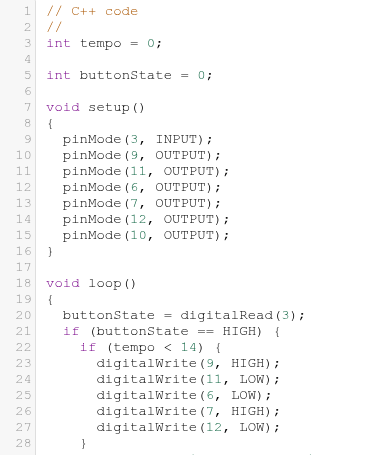 1 // C++ code
2 //
3 int tempo = 0;
4
5 int buttonState = 0;
6
7 void setup()
8 {
9   pinMode(3, INPUT);
10   pinMode(9, OUTPUT);
11   pinMode(11, OUTPUT);
12   pinMode(6, OUTPUT);
13   pinMode(7, OUTPUT);
14   pinMode(12, OUTPUT);
15   pinMode(10, OUTPUT);
16 }
17
18 void loop()
19 {
20   buttonState = digitalRead(3);
21   if (buttonState == HIGH) {
22     if (tempo < 14) {
23       digitalWrite(9, HIGH);
24       digitalWrite(11, LOW);
25       digitalWrite(6, LOW);
26       digitalWrite(7, HIGH);
27       digitalWrite(12, LOW);
28     }